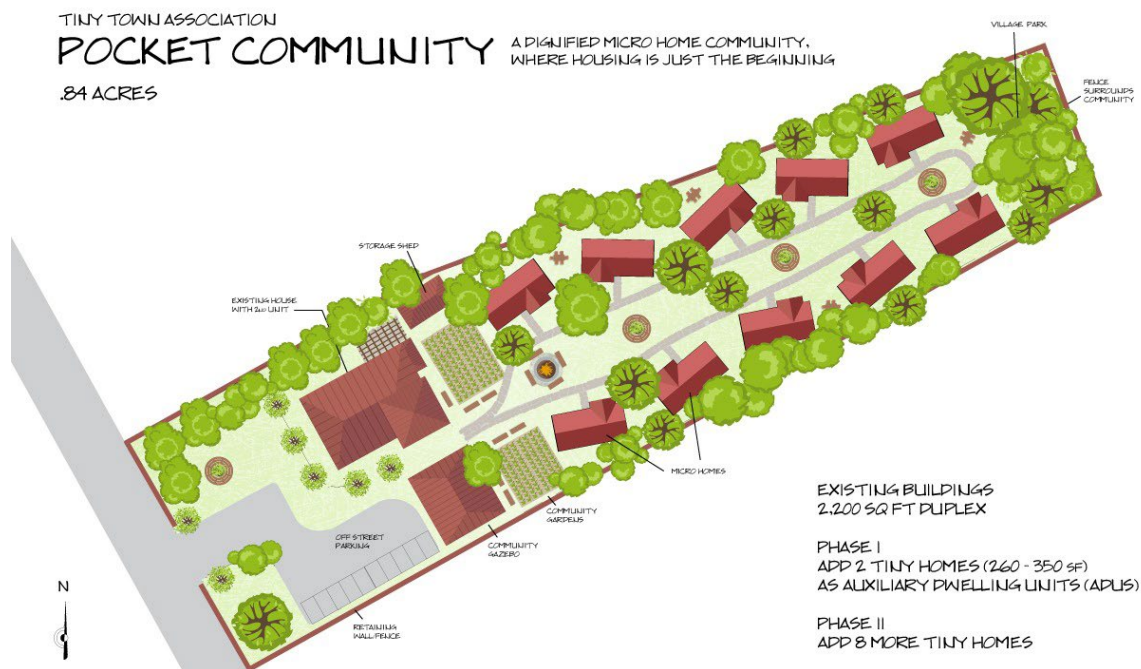 TINY TOWN ASSOCIATION
POCKET COMMUNITY
A DIGNIFIED MICRO HOME COMMUNITY,
WHERE HOUSING IS JUST THE BEGINNING
.84 ACRES
VILLAGE PARK
FENCE
SURROUNDS
COMMUNITY
STORAGE SHED
EXISTING HOUSE
WITH 2ND UNIT
MICRO HOMES
COMMUNITY
GARDENS
OFF STREET
PARKING
COMMUNITY
GAZEBO
RETAINING
WALL/FENCE
N
EXISTING BUILDINGS
2,200 SQ FT DUPLEX
PHASE I
ADD 2 TINY HOMES (260 - 350 SF)
AS AUXILIARY DWELLING UNITS (ADUS)
PHASE II
ADD 8 MORE TINY HOMES